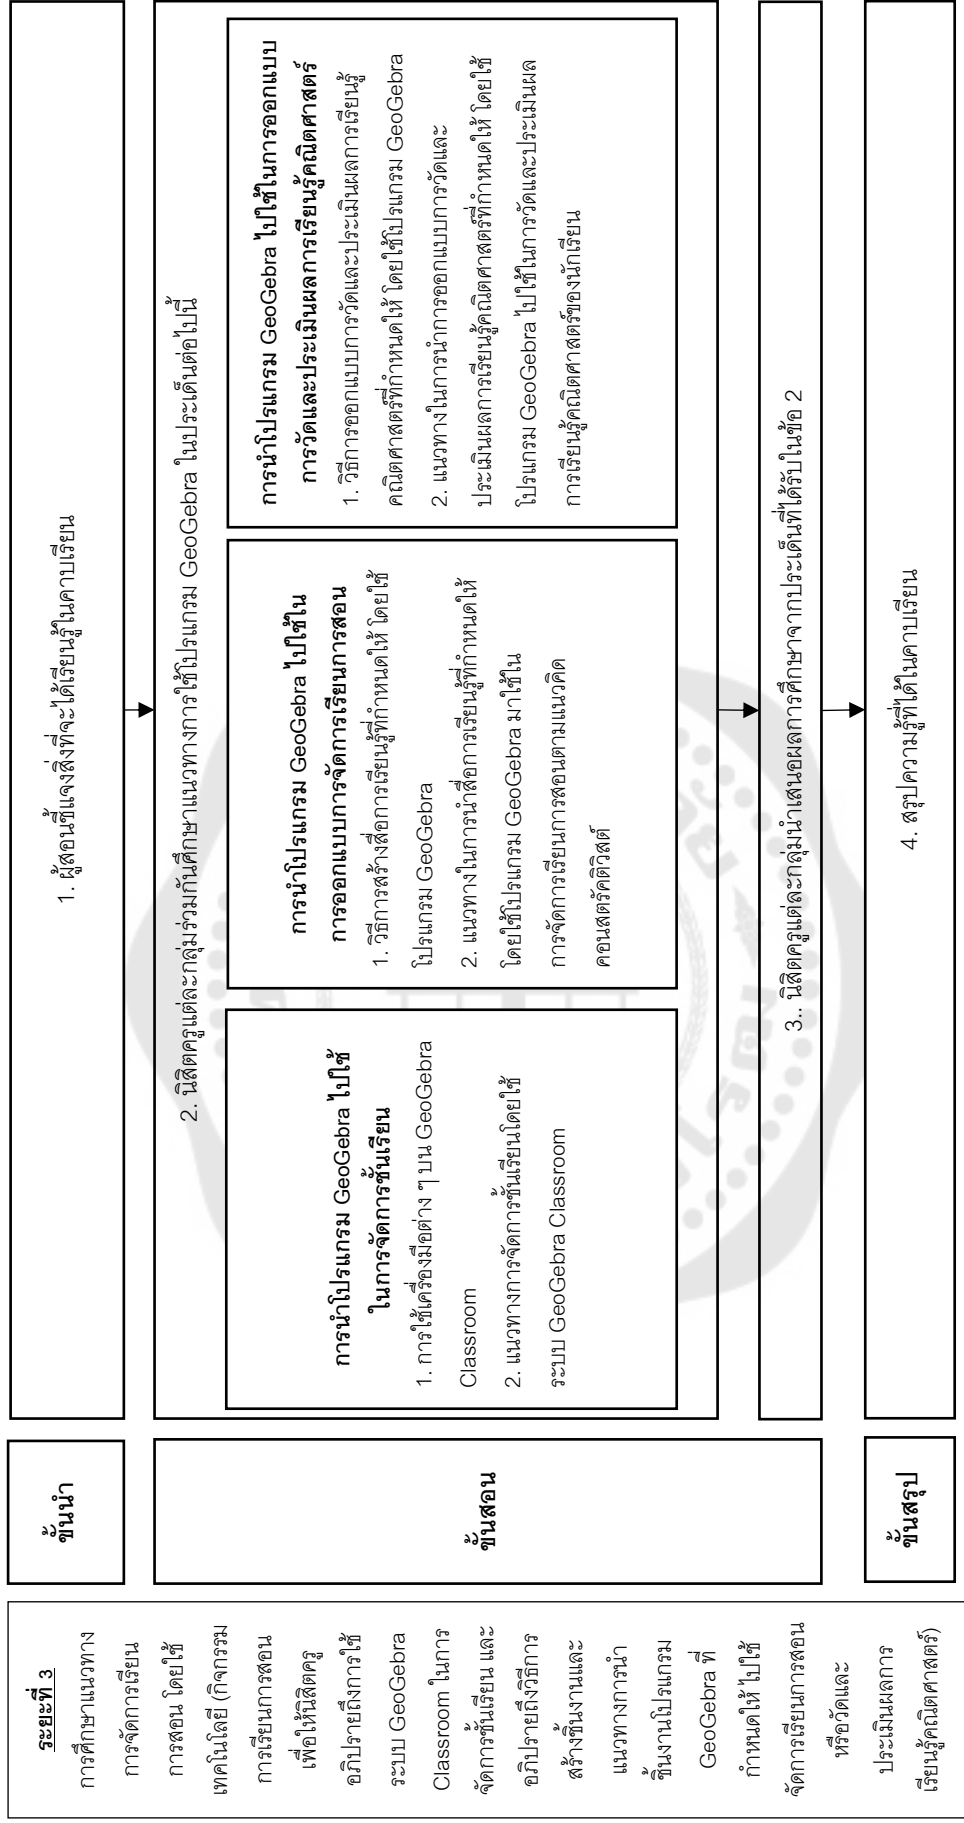 ระยะที่ 3
การศึกษาแนวทาง
การจัดการเรียน
การสอน โดยใช้
เทคโนโลยี (กิจกรรม
การเรียนการสอน
เพื่อให้นิสิตครู
อภิปรายถึงการใช้
ระบบ GeoGebra
Classroom ในการ
จัดการชั้นเรียน และ
อภิปรายถึงวิธีการ
สร้างชิ้นงานและ
แนวทางการนำ
ชิ้นงานโปรแกรม
GeoGebra ที่
กำหนดให้ ไปใช้
จัดการเรียนการสอน
หรือวัดและ
ประเมินผลการ
เรียนรู้คณิตศาสตร์)
ขั้นนำ
1. ผู้สอนชี้แจงสิ่งที่จะได้เรียนรู้ในคาบเรียน
ขั้นสอน
2. นิสิตครูแต่ละกลุ่มร่วมกันศึกษาแนวทางการใช้โปรแกรม GeoGebra ในประเด็นต่อไปนี้
การนำโปรแกรม GeoGebra ไปใช้
ในการจัดการชั้นเรียน
1. การใช้เครื่องมือต่าง ๆ บน GeoGebra
Classroom
2. แนวทางการจัดการชั้นเรียนโดยใช้
ระบบ GeoGebra Classroom
การนำโปรแกรม GeoGebra ไปใช้ใน
การออกแบบการจัดการเรียนการสอน
1. วิธีการสร้างสื่อการเรียนรู้ที่กำหนดให้ โดยใช้
โปรแกรม GeoGebra
2. แนวทางในการนำสื่อการเรียนรู้ที่กำหนดให้
โดยใช้โปรแกรม GeoGebra มาใช้ใน
การจัดการเรียนการสอนตามแนวคิด
คอนสตรัคติวิสต์
การนำโปรแกรม GeoGebra ไปใช้ในการออกแบบ
การวัดและประเมินผลการเรียนรู้คณิตศาสตร์
1. วิธีการออกแบบการวัดและประเมินผลการเรียนรู้
คณิตศาสตร์ที่กำหนดให้ โดยใช้โปรแกรม GeoGebra
2. แนวทางในการนำการออกแบบการวัดและ
ประเมินผลการเรียนรู้คณิตศาสตร์ที่กำหนดให้ โดยใช้
โปรแกรม GeoGebra ไปใช้ในการวัดและประเมินผล
การเรียนรู้คณิตศาสตร์ของนักเรียน
3.. นิสิตครูแต่ละกลุ่มนำเสนอผลการศึกษาจากประเด็นที่ได้รับในข้อ 2
ขั้นสรุป
4. สรุปความรู้ที่ได้ในคาบเรียน